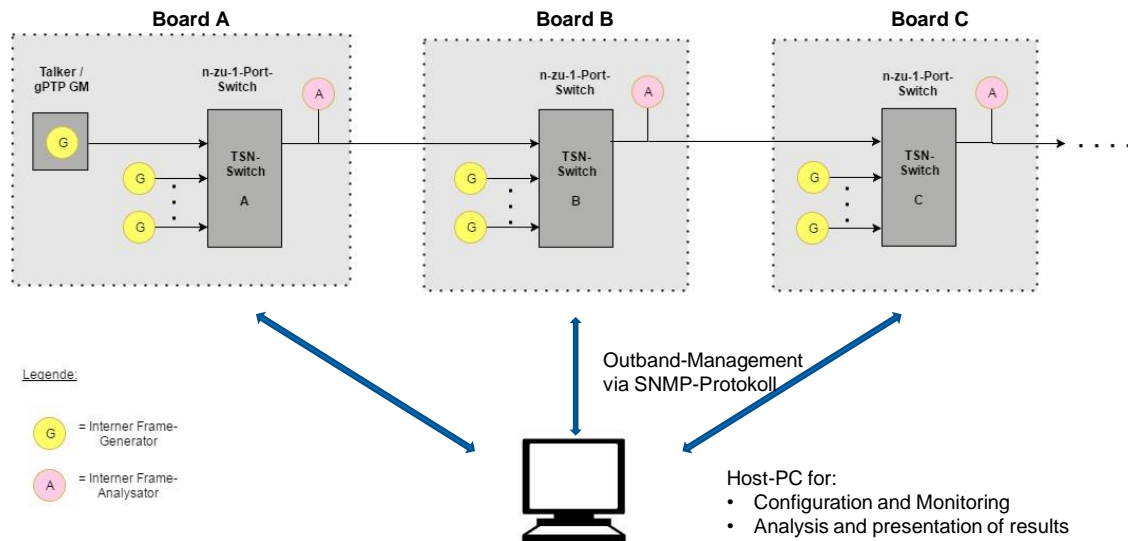 Board A
Board B
Board C
Talker /
gPTP GM
n-zu-1-Port-
Switch
A
G
TSN-
Switch
A
G
G
n-zu-1-Port-
Switch
A
TSN-
Switch
B
G
G
n-zu-1-Port-
Switch
A
TSN-
Switch
C
G
G
Outband-Management
via SNMP-Protokoll
Legende:
G
= Interner Frame-
Generator
A
= Interner Frame-
Analysator
Host-PC for:
• Configuration and Monitoring
• Analysis and presentation of results